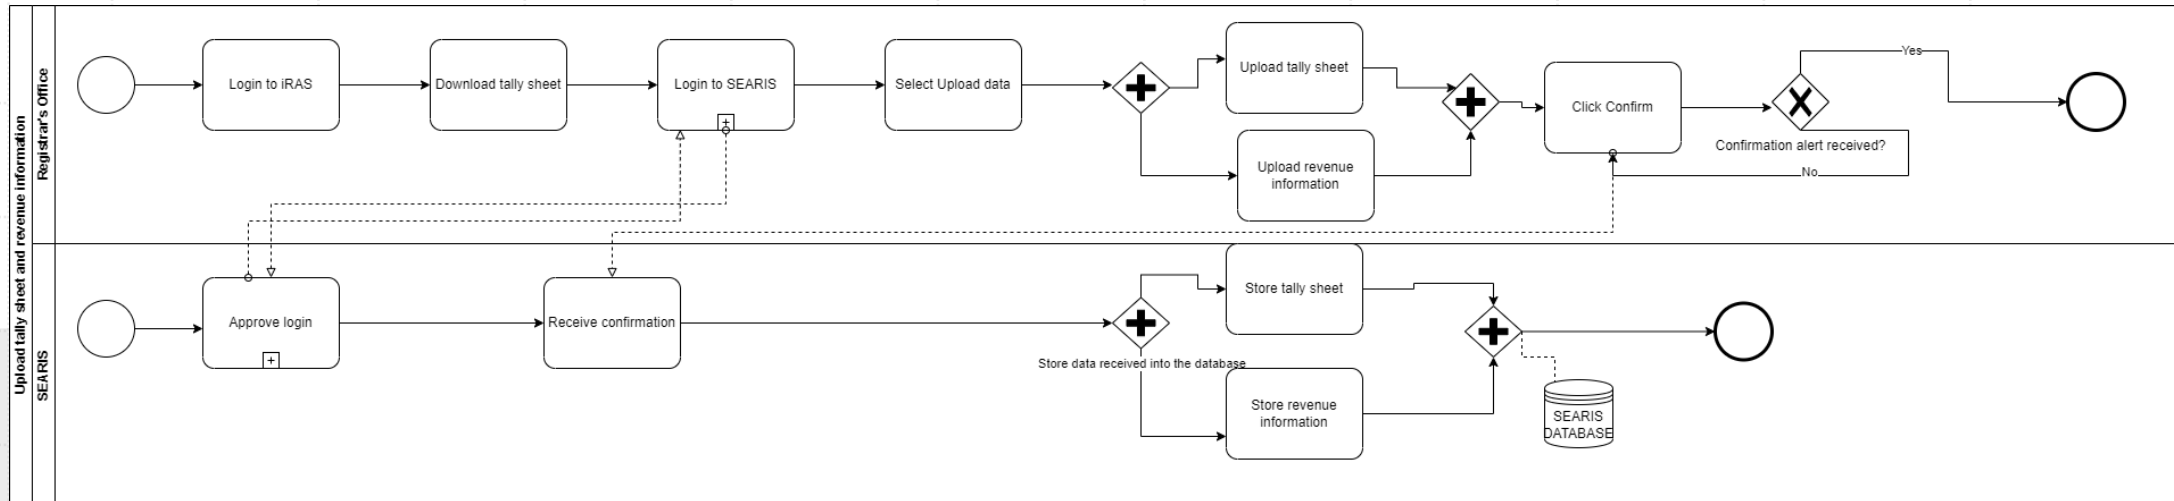 Upload tally sheet and revenue information
Registrar's Office
Login to iRAS
Download tally sheet
Login to SEARIS
Select Upload data
Upload tally sheet
Upload revenue
information
Click Confirm
Yes
Confirmation alert received?
No
SEARIS
Approve login
Receive confirmation
Store data received into the database
Store tally sheet
Store revenue
information
SEARIS
DATABASE